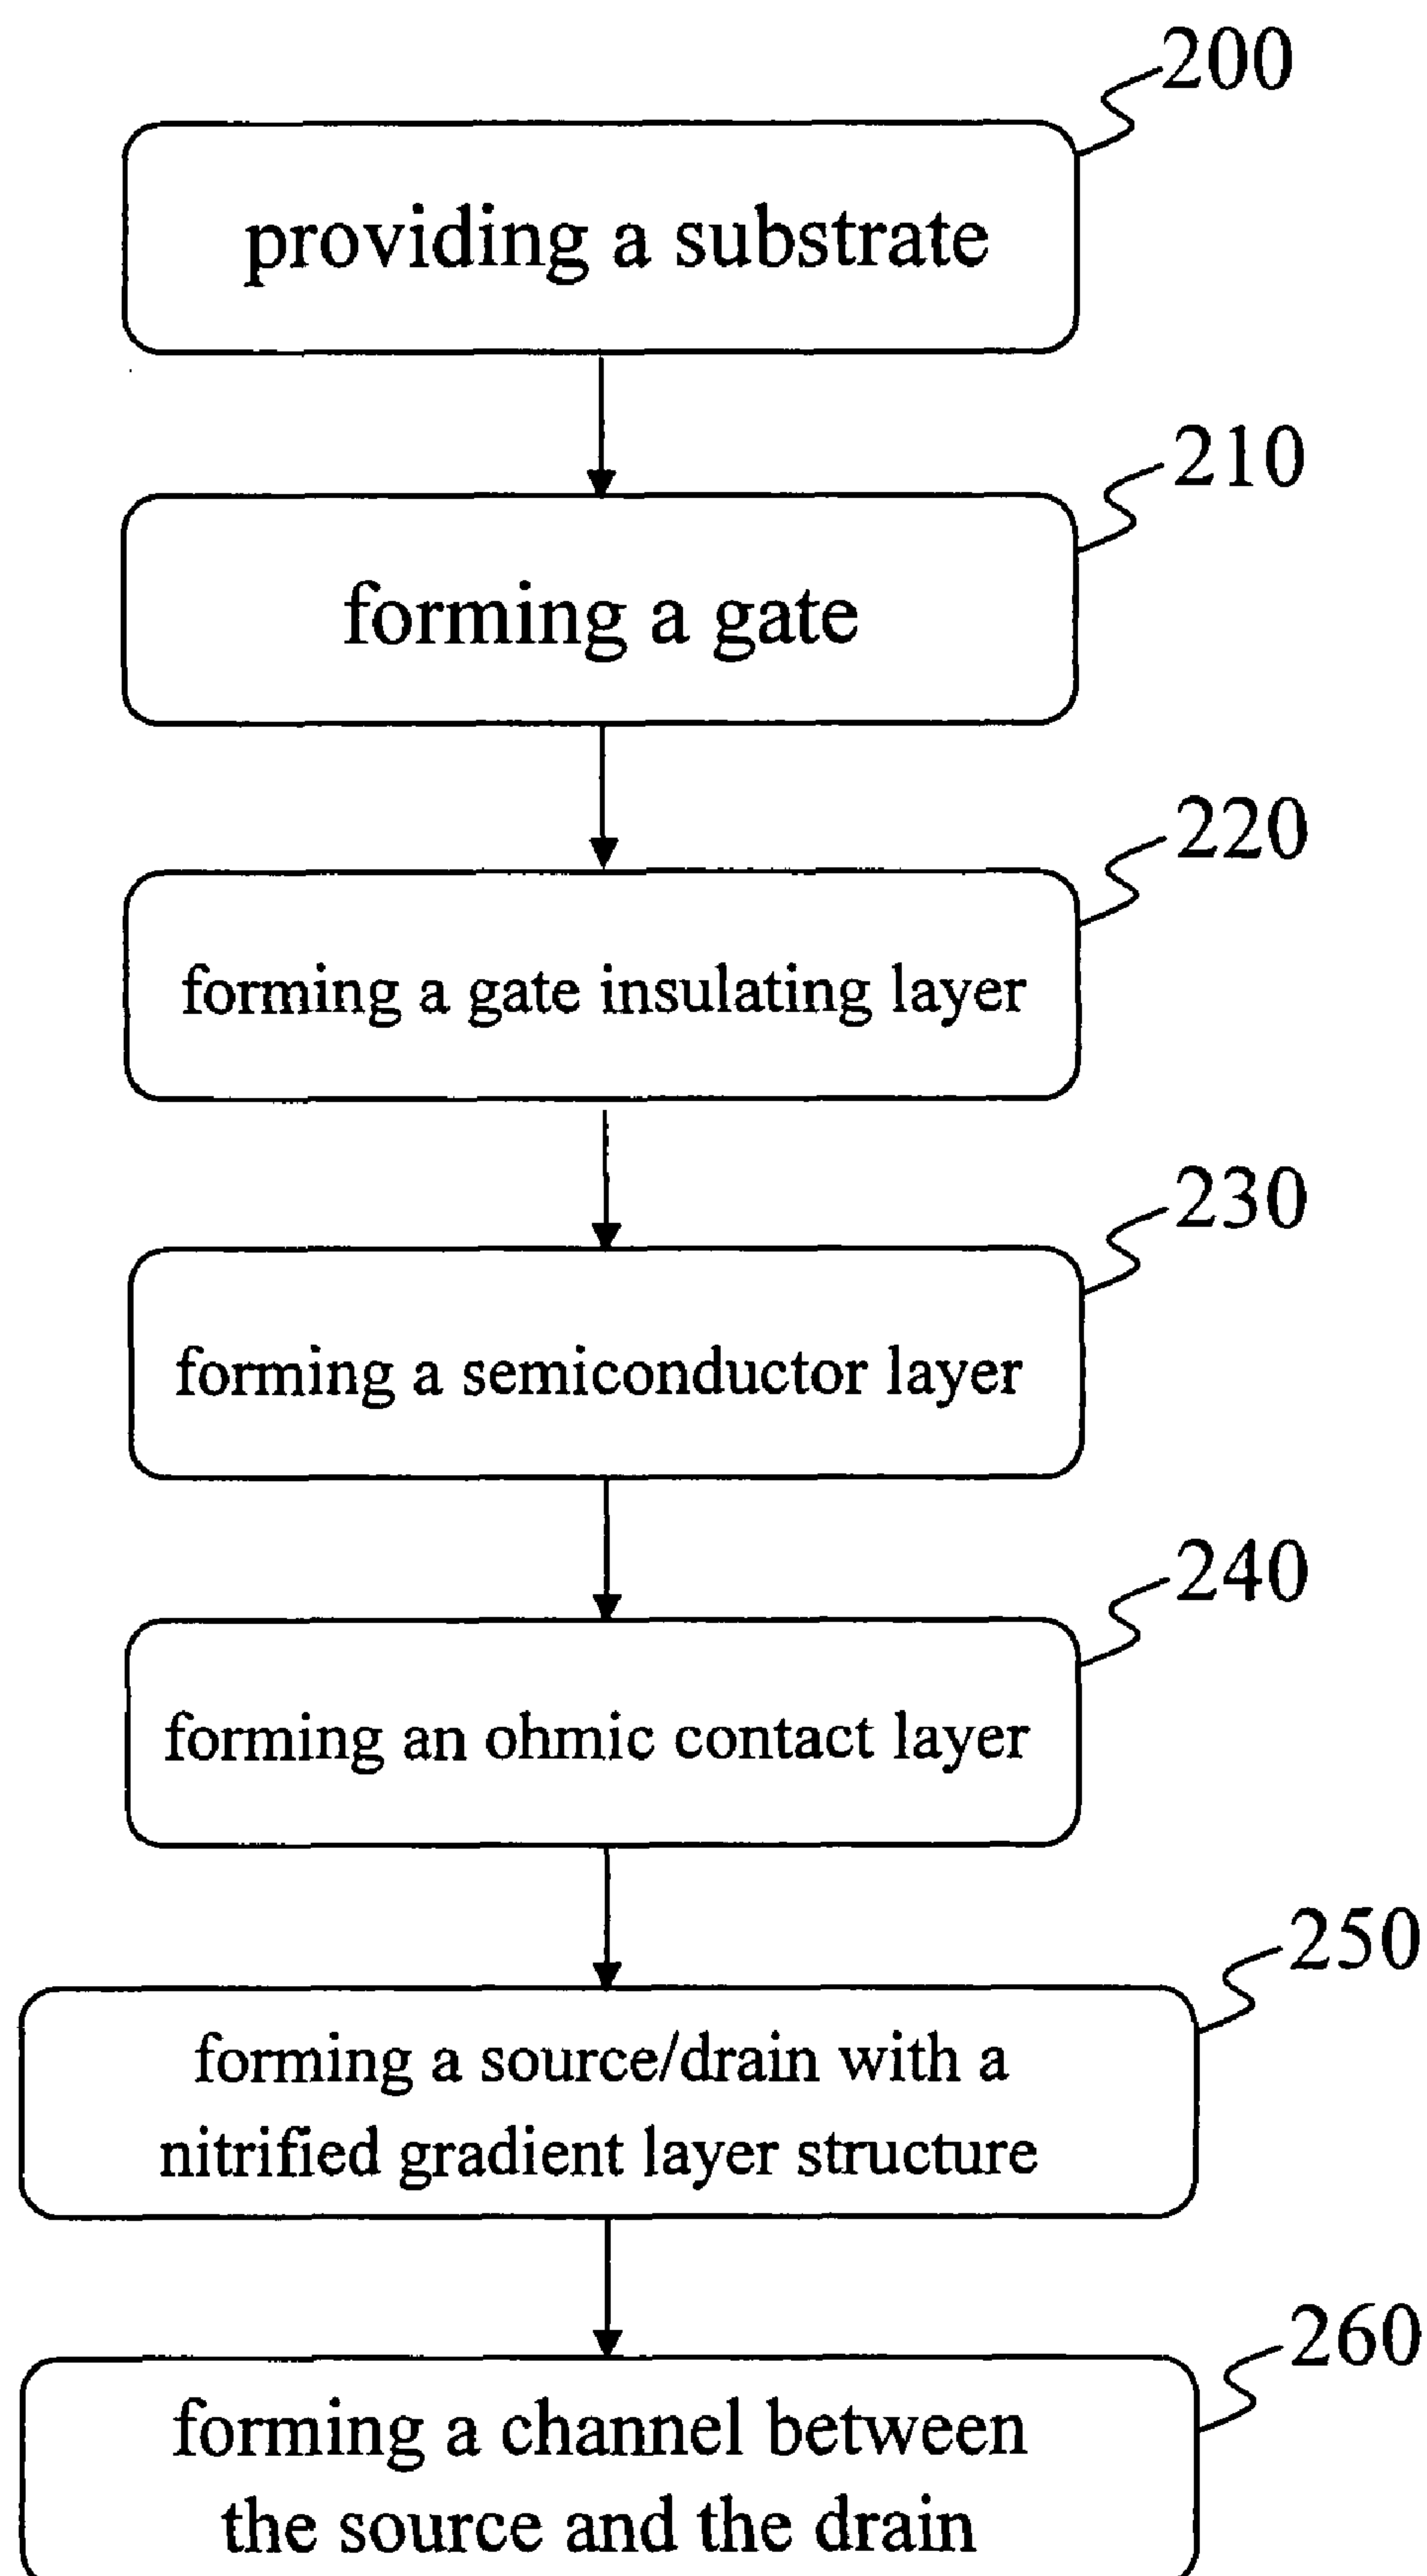 200
providing a substrate
210
forming a gate
220
forming a gate insulating layer
230
forming a semiconductor layer
240
forming an ohmic contact layer
250
forming a source/drain with a
nitrified gradient layer structure
260
forming a channel between
the source and the drain